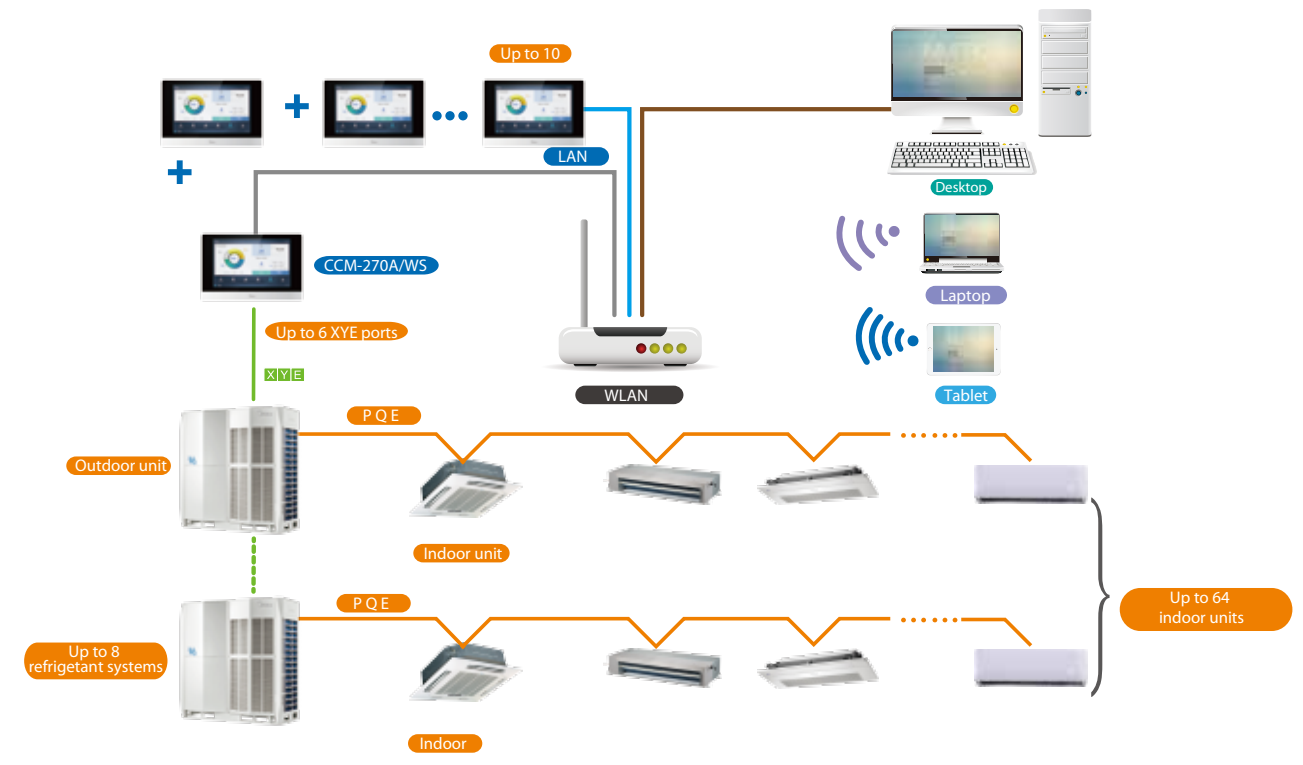 Up to 10
LAN
Desktop
CCM-270A/WS
Laptop
Up to 6 XYE ports
X Y E
WLAN
Tablet
P Q E
Outdoor unit
Indoor unit
P Q E
Up to 64
indoor units
Up to 8
refrigetant systems
Indoor